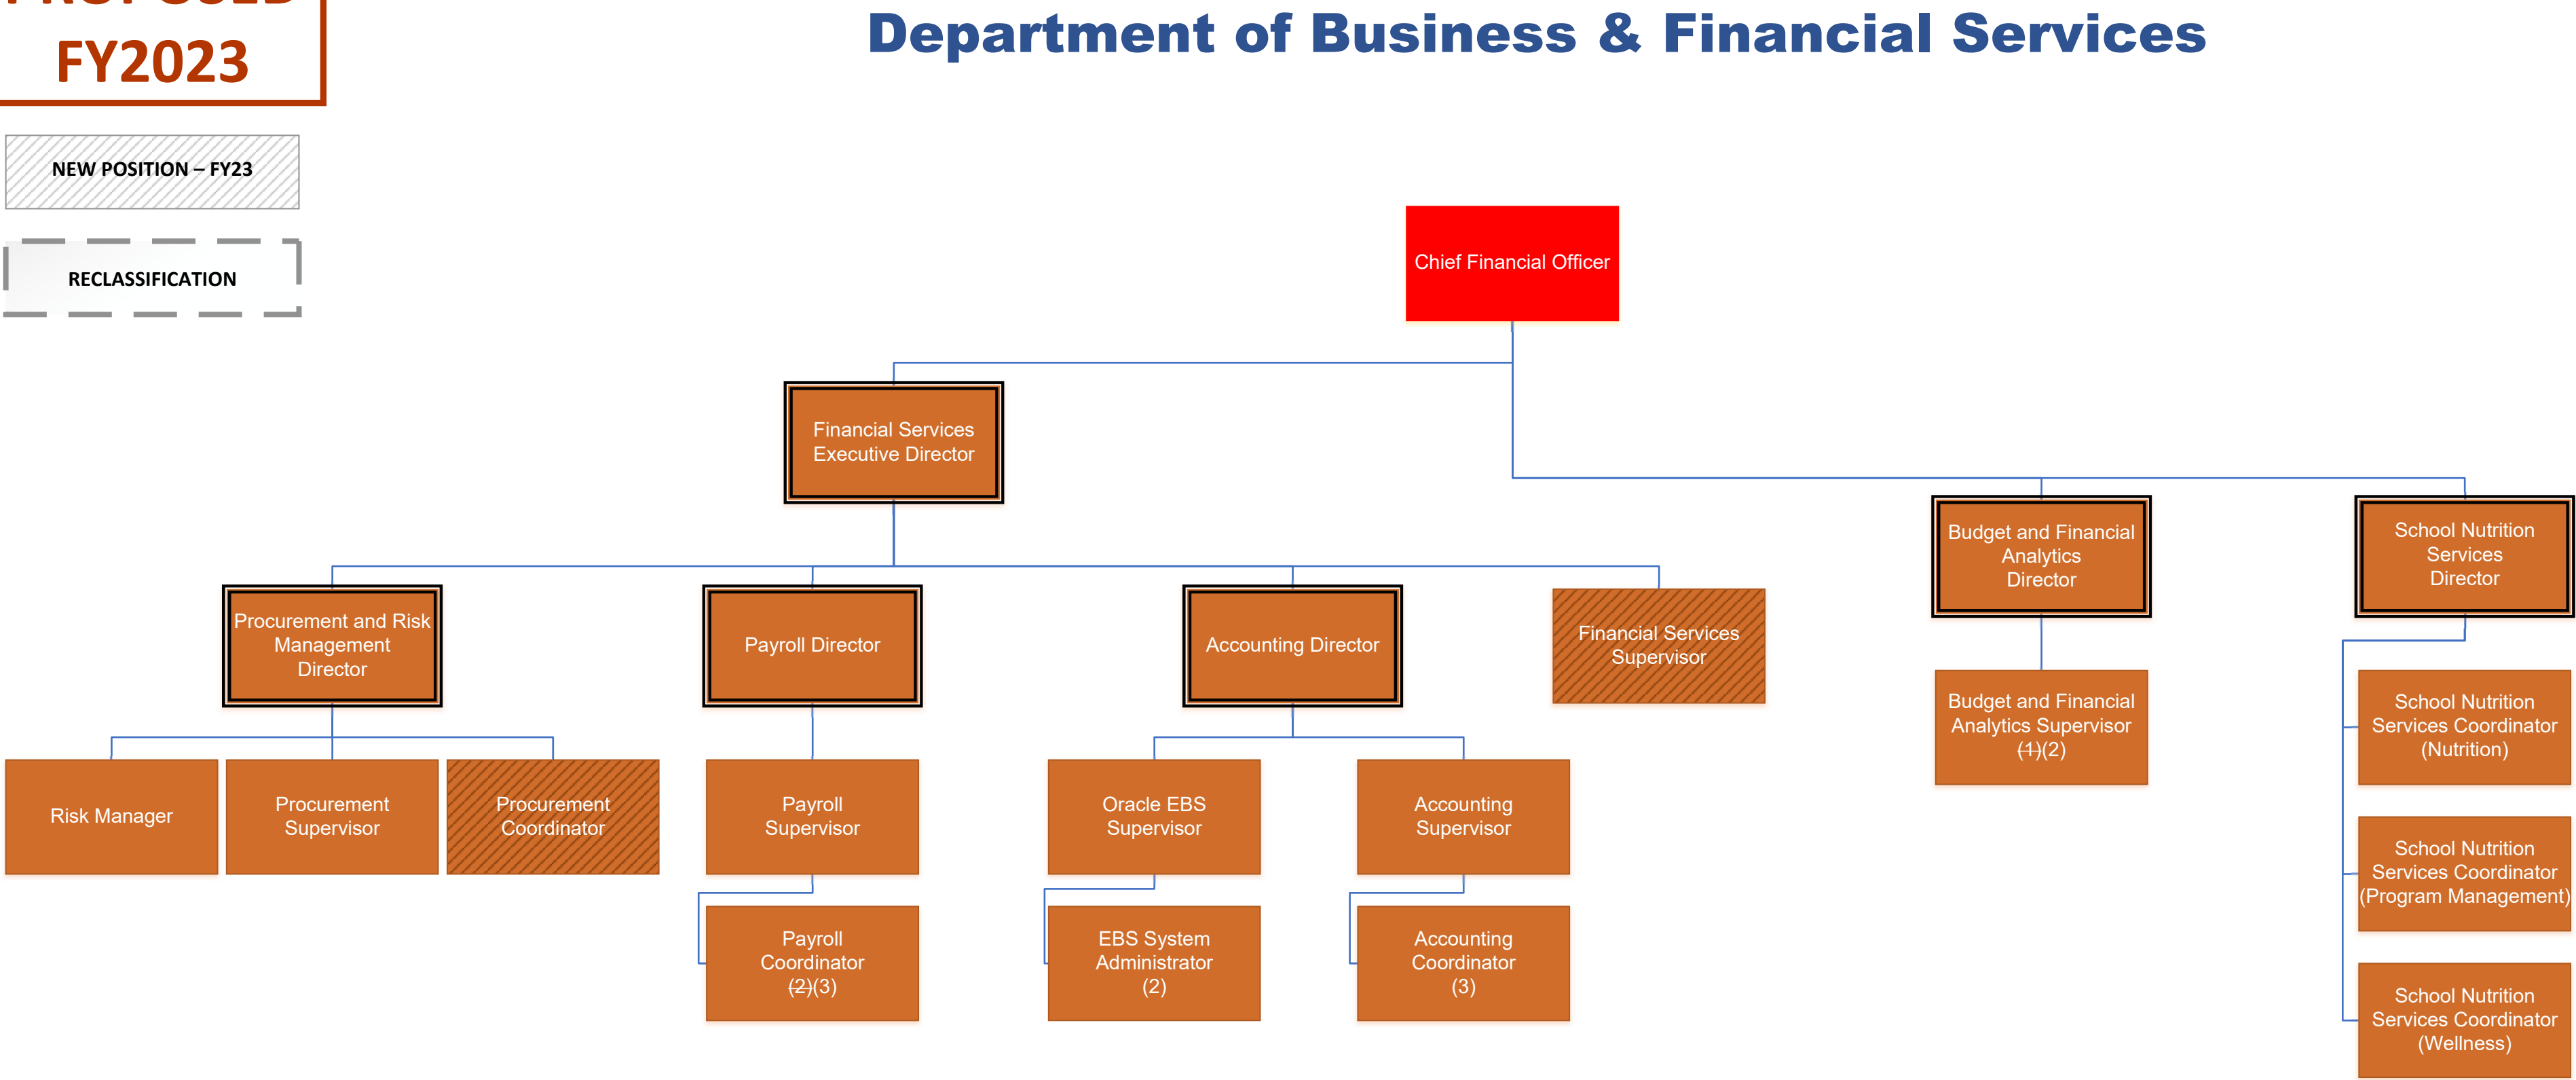 PROPOSED
FY2023
Department of Business & Financial Services
NEW POSITION – FY23
RECLASSIFICATION
Chief Financial Officer
Financial Services
Executive Director
Budget and Financial
Analytics
Director
School Nutrition
Services
Director
Procurement and Risk
Management
Director
Payroll Director
Accounting Director
Financial Services
Supervisor
Budget and Financial
Analytics Supervisor
(1)(2)
School Nutrition
Services Coordinator
(Nutrition)
Risk Manager
Procurement
Supervisor
Procurement
Coordinator
Payroll
Supervisor
Oracle EBS
Supervisor
Accounting
Supervisor
School Nutrition
Services Coordinator
(Program Management)
Payroll
Coordinator
(2)(3)
EBS System
Administrator
(2)
Accounting
Coordinator
(3)
School Nutrition
Services Coordinator
(Wellness)